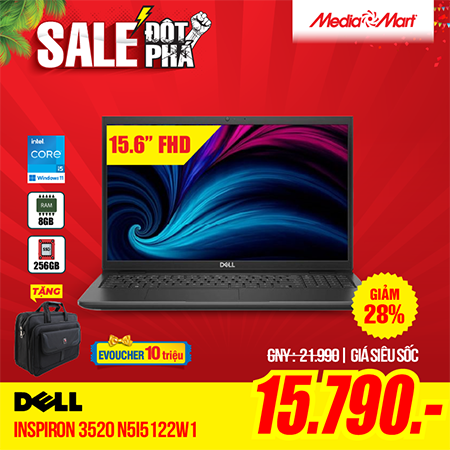 SALE ĐỘT PHÁ
MediaMart
15.6" FHD
intel
CORE i5
Windows 11
RAM
8GB
SSD
256GB
DELL
TẶNG
EVOUCHER 10 triệu
GIẢM
28%
GNY: 21.990 | GIÁ SIÊU SỐC
15.790.-
DELL
INSPIRON 3520 N5I5122W1